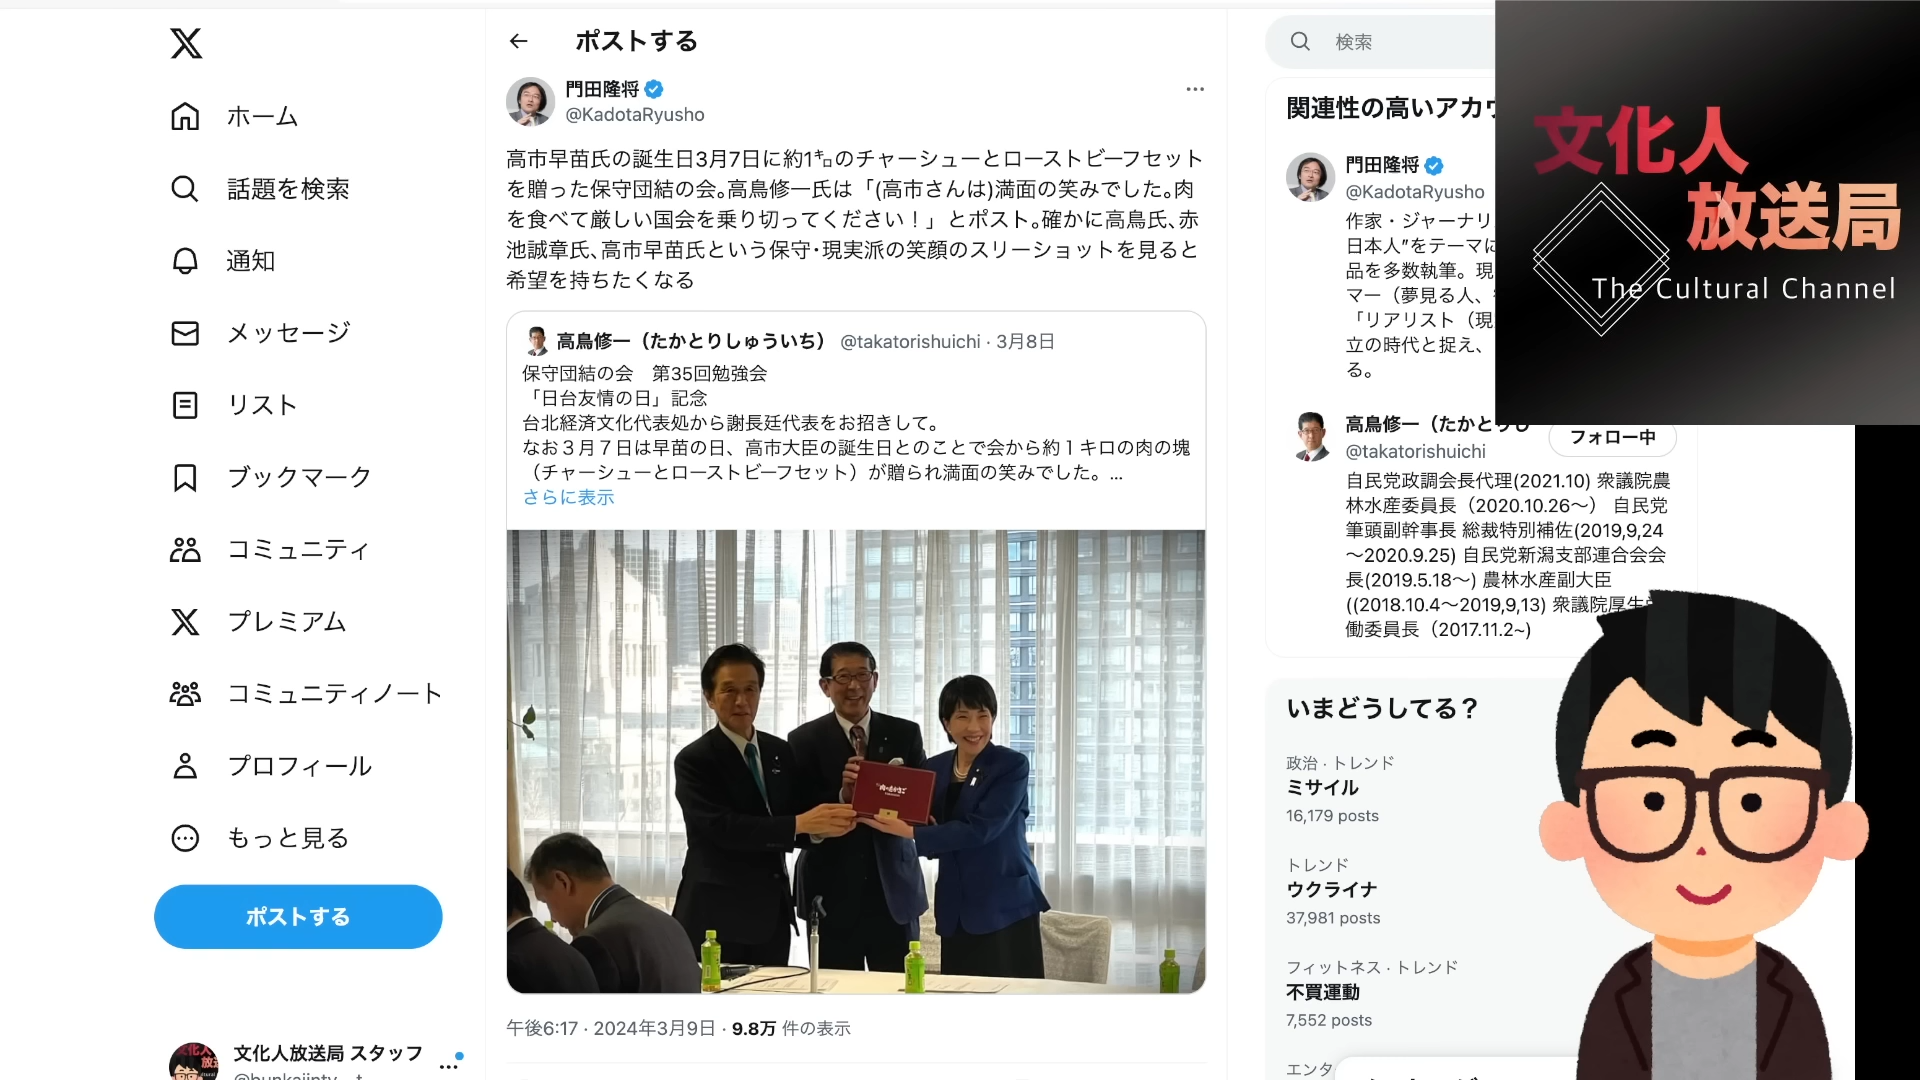 ホーム
話題を検索
通知
メッセージ
リスト
ブックマーク
コミュニティ
プレミアム
コミュニティノート
プロフィール
もっと見る
ポストする
文化人放送局 スタッフ
ポストする
門田隆将
@KadotaRyusho
高市早苗氏の誕生日3月7日に約1㌔のチャーシューとローストビーフセット
を贈った保守団結の会｡高鳥修一氏は「(高市さんは)満面の笑みでした｡肉
を食べて厳しい国会を乗り切ってください！」とポスト｡確かに高鳥氏､赤
池誠章氏､高市早苗氏という保守･現実派の笑顔のスリーショットを見ると
希望を持ちたくなる
高鳥修一（たかとりしゅういち） @takatorishuichi · 3月8日
保守団結の会　第35回勉強会
「日台友情の日」記念
台北経済文化代表処から謝長廷代表をお招きして。
なお３月７日は早苗の日、高市大臣の誕生日とのことで会から約１キロの肉の塊
（チャーシューとローストビーフセット）が贈られ満面の笑みでした。...
さらに表示
午後6:17 · 2024年3月9日 · 9.8万 件の表示
検索
関連性の高いアカウ
門田隆将
@KadotaRyusho
作家・ジャーナリ
日本人”をテーマに
品を多数執筆。現
マー（夢見る人、
「リアリスト（現
立の時代と捉え、
る。
高鳥修一（たかとりし
@takatorishuichi
フォロー中
自民党政調会長代理(2021.10) 衆議院農
林水産委員長（2020.10.26〜） 自民党
筆頭副幹事長 総裁特別補佐(2019,9,24
〜2020.9.25) 自民党新潟支部連合会会
長(2019.5.18〜) 農林水産副大臣
((2018.10.4〜2019,9,13) 衆議院厚生労
働委員長（2017.11.2~)
いまどうしてる？
政治 · トレンド
ミサイル
16,179 posts
トレンド
ウクライナ
37,981 posts
フィットネス · トレンド
不買運動
7,552 posts
エンタ
文化人
放送局
The Cultural Channel